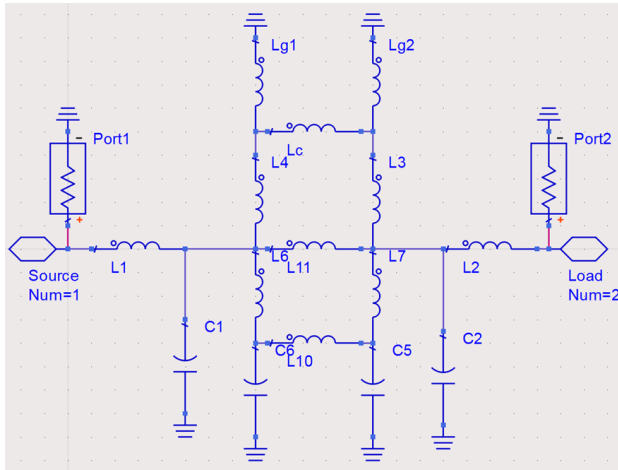 Lg1 Lg2
- Port1 - Port2
L4 Lc L3
+ +
L1 L6 L11 L7 L2
Source Load
Num=1 Num=2
C1 C6 L10 C5 C2